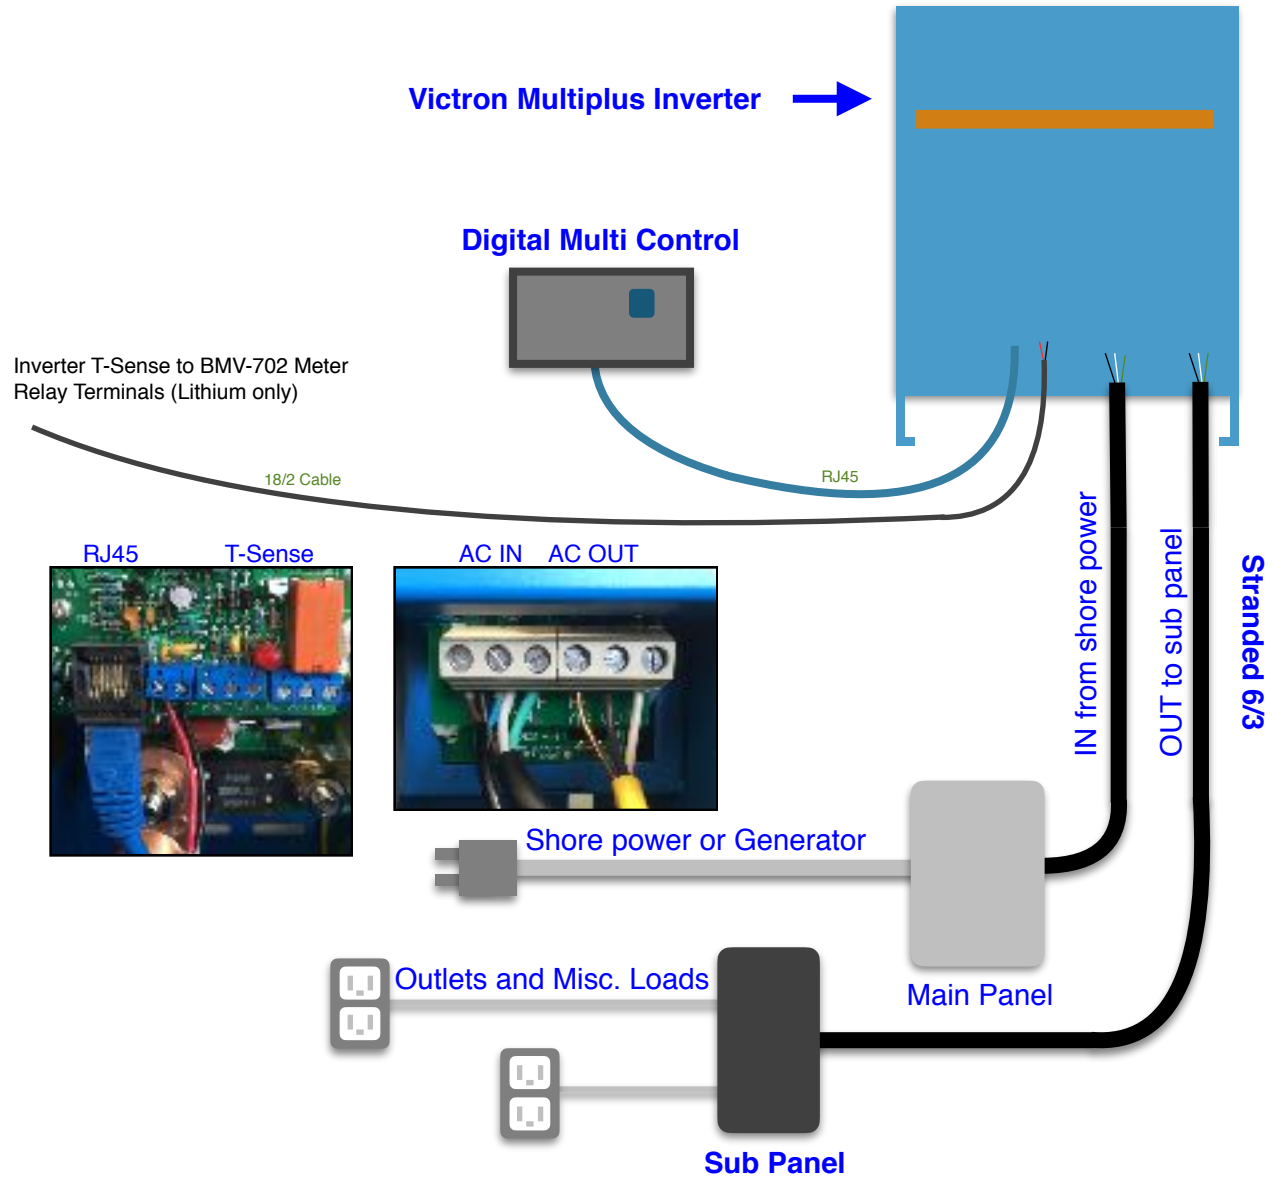 Victron Multiplus Inverter
Digital Multi Control
Inverter T-Sense to BMV-702 Meter
Relay Terminals (Lithium only)
18/2 Cable
RJ45
RJ45
T-Sense
AC IN
AC OUT
IN from shore power
OUT to sub panel
Stranded 6/3
Shore power or Generator
Outlets and Misc. Loads
Main Panel
Sub Panel